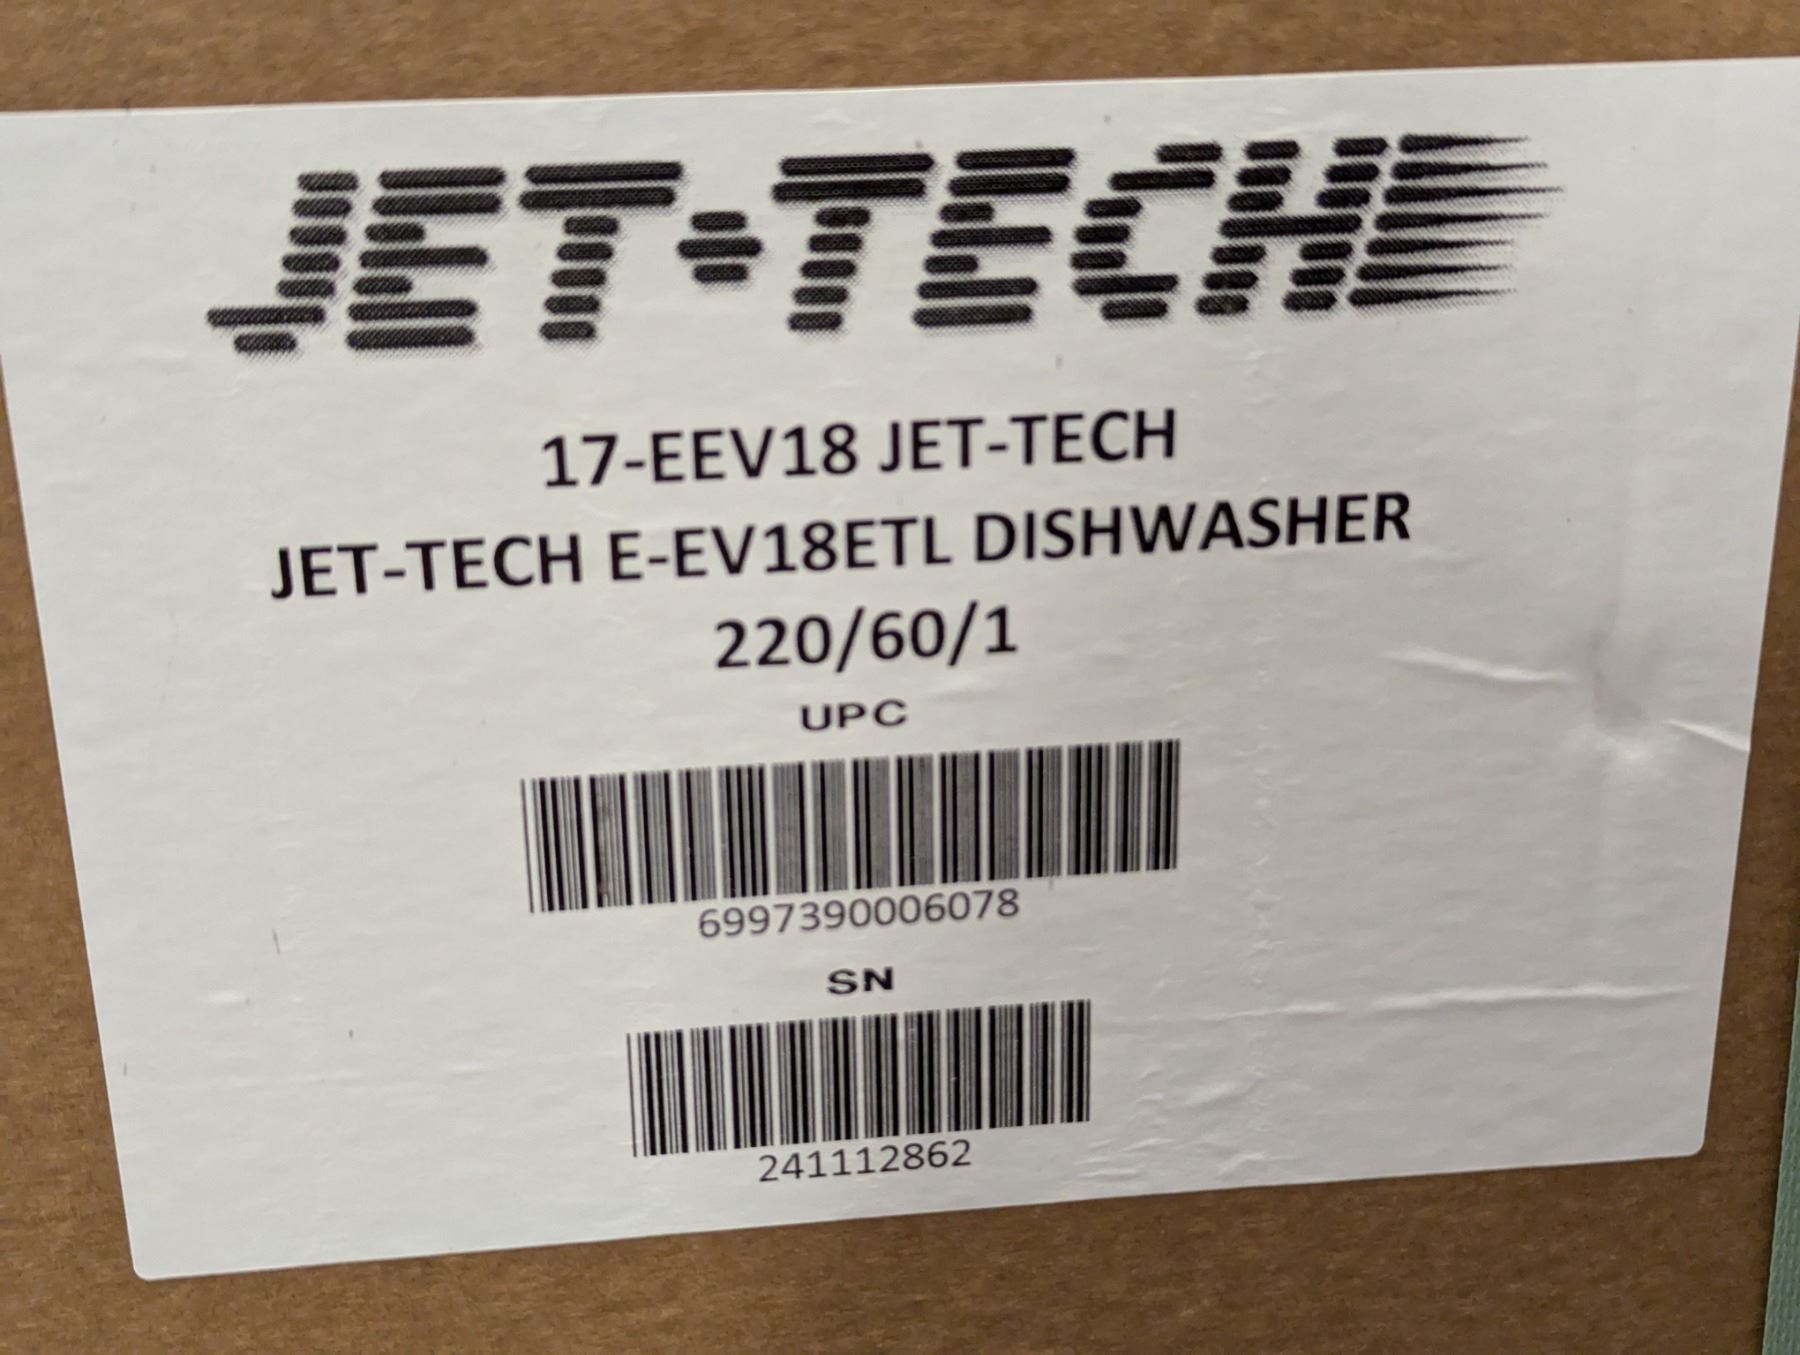 JET-TECH
17-EEV18 JET-TECH
JET-TECH E-EV18ETL DISHWASHER
220/60/1
UPC
6997390006078
SN
241112862